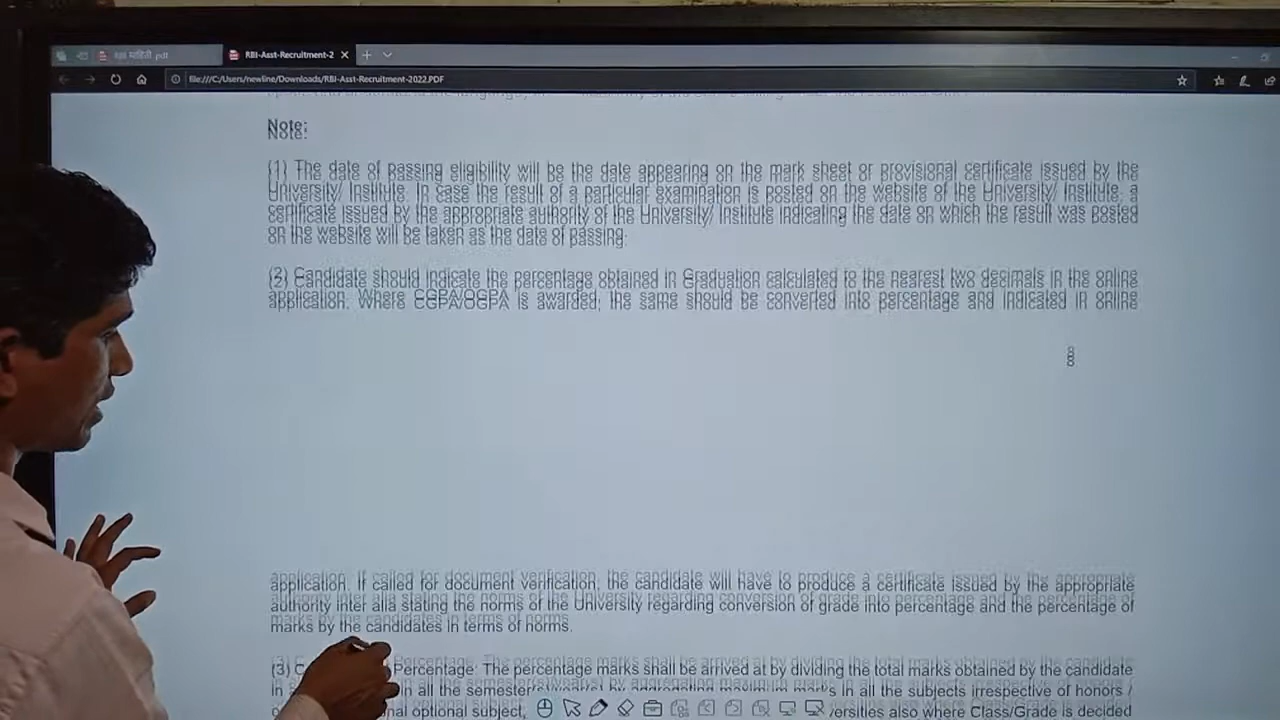 RBI माहिती .pdf
RBI-Asst-Recruitment-2
file:///C:/Users/newline/Downloads/RBI-Asst-Recruitment-2022.PDF
Note:
(1) The date of passing eligibility will be the date appearing on the mark sheet or provisional certificate issued by the
University/ Institute. In case the result of a particular examination is posted on the website of the University/ Institute, a
certificate issued by the appropriate authority of the University/ Institute indicating the date on which the result was posted
on the website will be taken as the date of passing.
(2) Candidate should indicate the percentage obtained in Graduation calculated to the nearest two decimals in the online
application. Where CGPA/OGPA is awarded, the same should be converted into percentage and indicated in online
8
application. If called for document verification, the candidate will have to produce a certificate issued by the appropriate
authority inter alia stating the norms of the University regarding conversion of grade into percentage and the percentage of
marks by the candidates in terms of norms.
(3) C Percentage: The percentage marks shall be arrived at by dividing the total marks obtained by the candidate
in in all the semester(s)/year(s) by aggregating maximum marks in all the subjects irrespective of honors /
nal optional subject, versities also where Class/Grade is decided